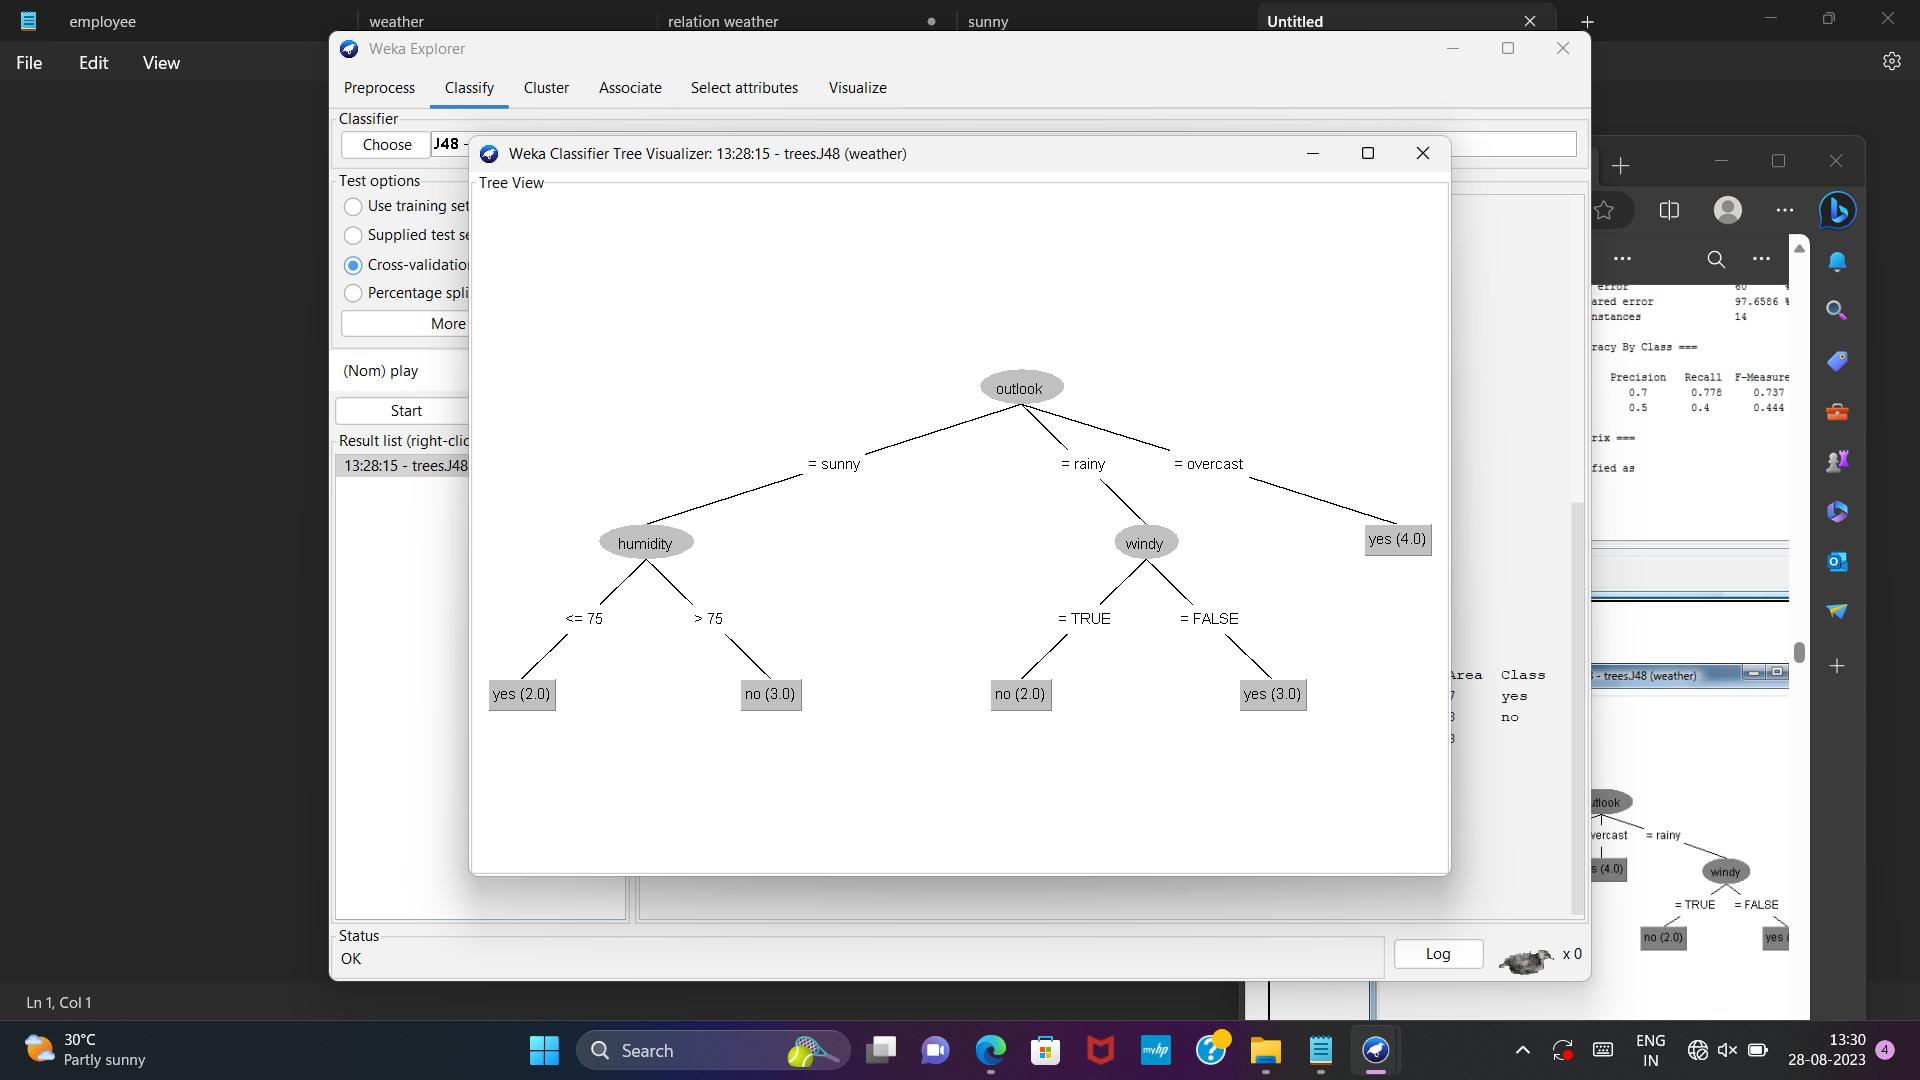 employee
weather
relation weather
sunny
Untitled
File
Edit
View
Weka Explorer
Preprocess
Classify
Cluster
Associate
Select attributes
Visualize
Classifier
Choose
J48 -
Weka Classifier Tree Visualizer: 13:28:15 - trees.J48 (weather)
Tree View
Test options
Use training set
Supplied test se
Cross-validation
Percentage spli
More
(Nom) play
Start
Result list (right-clic
13:28:15 - trees.J48
outlook
= sunny
= rainy
= overcast
humidity
windy
yes (4.0)
<= 75
> 75
= TRUE
= FALSE
yes (2.0)
no (3.0)
no (2.0)
yes (3.0)
Area Class
yes
no
Status
OK
Log
x 0
error 60 %
ared error 97.6586 %
nstances 14
racy By Class ===
Precision Recall F-Measure
0.7 0.778 0.737
0.5 0.4 0.444
rix ===
fied as
- trees.J48 (weather)
utlook
vercast
= rainy
s (4.0)
windy
= TRUE
= FALSE
no (2.0)
yes (
Ln 1, Col 1
30°C
Partly sunny
Search
myhp
ENG
IN
13:30
28-08-2023
4